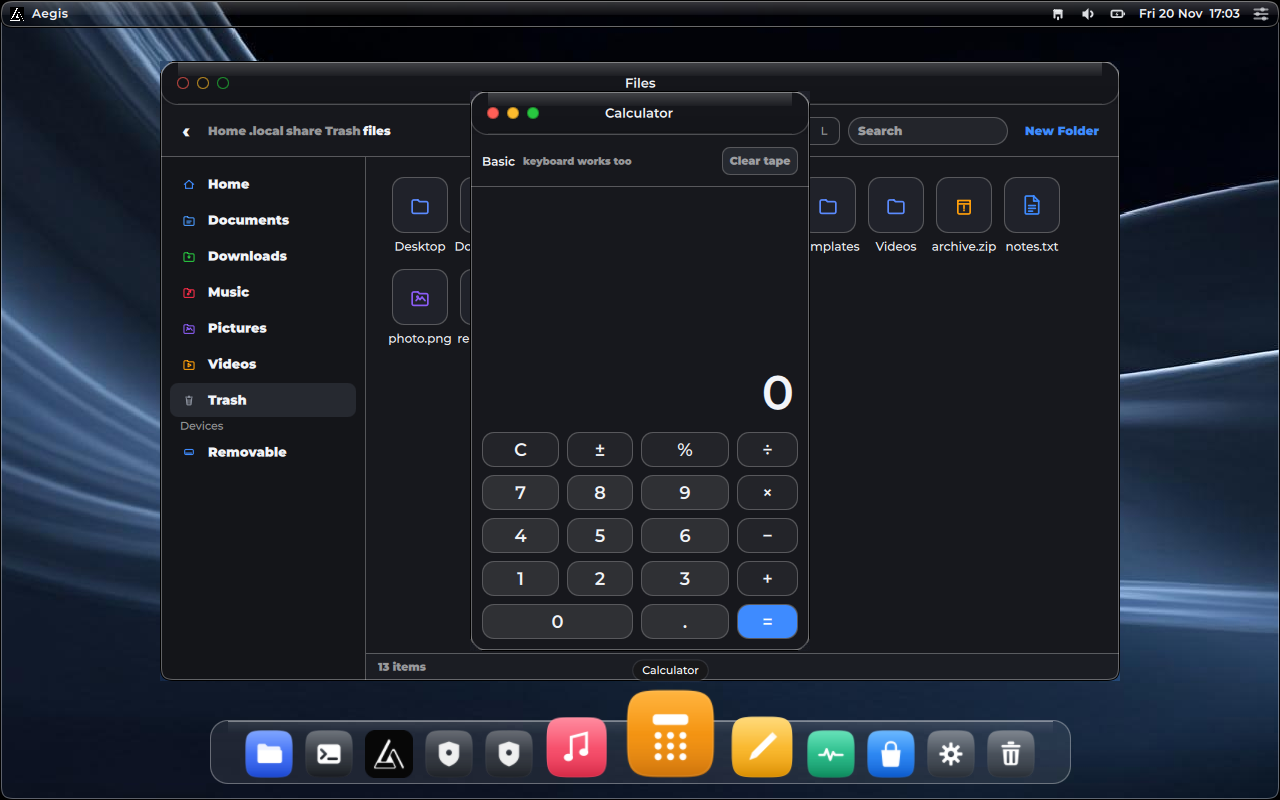 Aegis
Fri 20 Nov 17:03
Files
Calculator
Home .local share Trash files
L
Search
New Folder
Basic keyboard works too
Clear tape
Home
Documents
Downloads
Music
Pictures
Videos
Trash
Devices
Removable
Desktop
Do
mplates
Videos
archive.zip
notes.txt
photo.png
re
0
C ± % ÷
7 8 9 ×
4 5 6 −
1 2 3 +
0 . =
13 items
Calculator